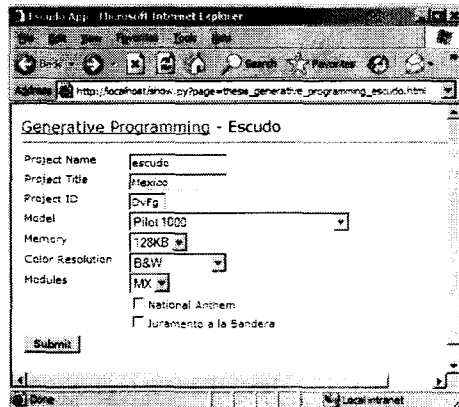 Escudo App - Microsoft Internet Explorer
File Edit View Favorites Tools Help
Back Search Favorites
Address http://localhost/show.py?page=thesis_generative_programming_escudo.html
Generative Programming - Escudo
Project Name escudo
Project Title Mexico
Project ID DvFg
Model Pilot 1000
Memory 128KB
Color Resolution B&W
Modules MX
National Anthem
Juramento a la Bandera
Submit
Done Local intranet